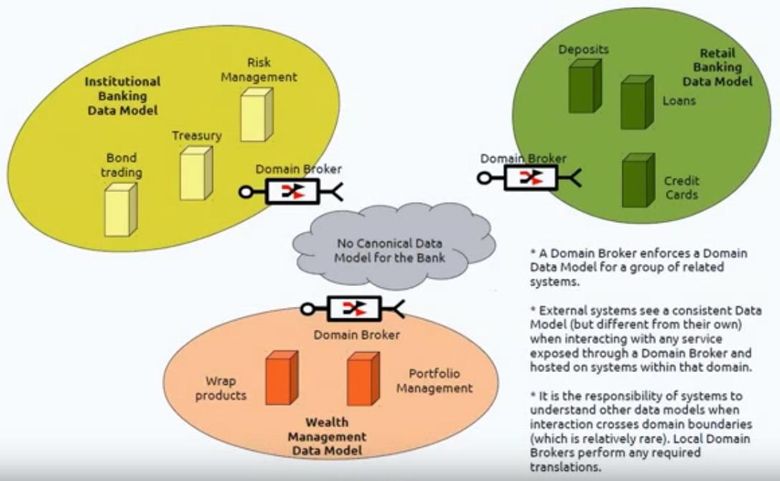 Institutional
Banking
Data Model
Risk
Management
Treasury
Bond
trading
Domain Broker
Deposits
Retail
Banking
Data Model
Loans
Domain Broker
Credit
Cards
No Canonical Data
Model for the Bank
Domain Broker
Wrap
products
Portfolio
Management
Wealth
Management
Data Model
* A Domain Broker enforces a Domain
Data Model for a group of related
systems.
* External systems see a consistent Data
Model (but different from their own)
when interacting with any service
exposed through a Domain Broker and
hosted on systems within that domain.
* It is the responsibility of systems to
understand other data models when
interaction crosses domain boundaries
(which is relatively rare). Local Domain
Brokers perform any required
translations.